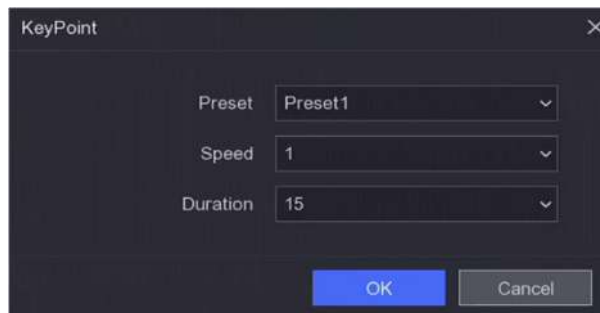 KeyPoint
Preset Preset1
Speed 1
Duration 15
OK Cancel